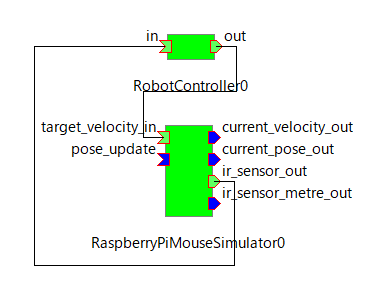 in out
RobotController0
target_velocity_in current_velocity_out
pose_update current_pose_out
ir_sensor_out
ir_sensor_metre_out
RaspberryPiMouseSimulator0